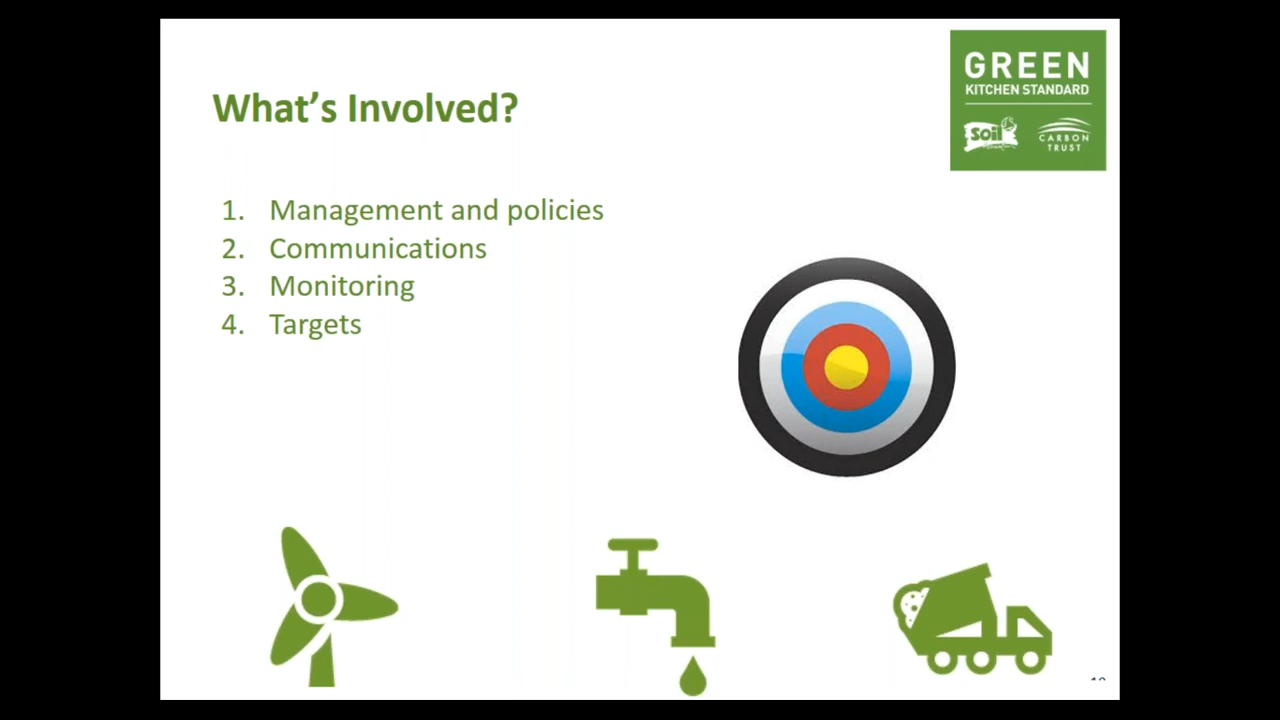 GREEN
KITCHEN STANDARD
Soil
CARBON
TRUST
What's Involved?
1. Management and policies
2. Communications
3. Monitoring
4. Targets